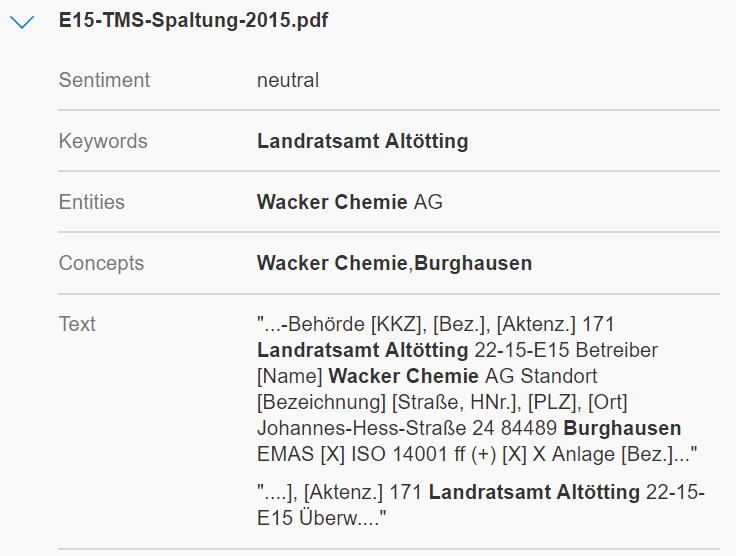 E15-TMS-Spaltung-2015.pdf
Sentiment neutral
Keywords Landratsamt Altötting
Entities Wacker Chemie AG
Concepts Wacker Chemie,Burghausen
Text "...-Behörde [KKZ], [Bez.], [Aktenz.] 171
Landratsamt Altötting 22-15-E15 Betreiber
[Name] Wacker Chemie AG Standort
[Bezeichnung] [Straße, HNr.], [PLZ], [Ort]
Johannes-Hess-Straße 24 84489 Burghausen
EMAS [X] ISO 14001 ff (+) [X] X Anlage [Bez.]..."
"....], [Aktenz.] 171 Landratsamt Altötting 22-15-
E15 Überw...."